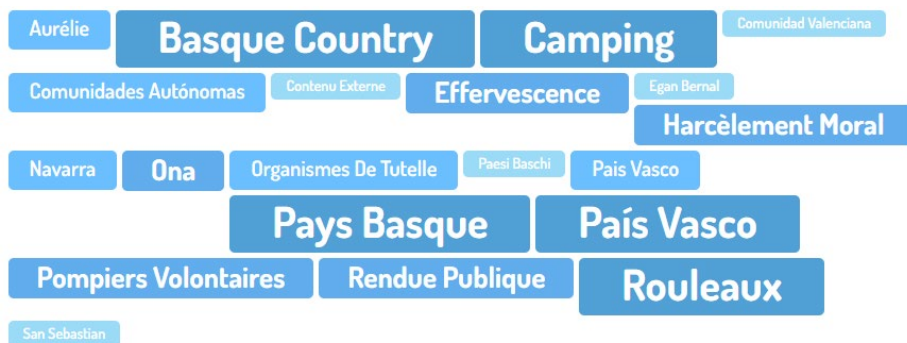 Aurélie Basque Country Camping Comunidad Valenciana
Comunidades Autónomas Contenu Externe Effervescence Egan Bernal
Harcèlement Moral
Navarra Ona Organismes De Tutelle Paesi Baschi Pais Vasco
Pays Basque País Vasco
Pompiers Volontaires Rendue Publique Rouleaux
San Sebastian